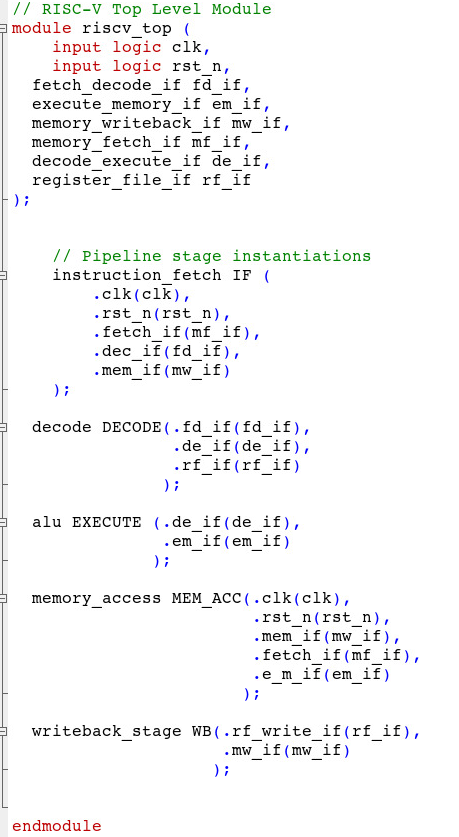 // RISC-V Top Level Module
module riscv_top (
    input logic clk,
    input logic rst_n,
  fetch_decode_if fd_if,
  execute_memory_if em_if,
  memory_writeback_if mw_if,
  memory_fetch_if mf_if,
  decode_execute_if de_if,
  register_file_if rf_if
);
    // Pipeline stage instantiations
    instruction_fetch IF (
        .clk(clk),
        .rst_n(rst_n),
        .fetch_if(mf_if),
        .dec_if(fd_if),
        .mem_if(mw_if)
    );
  decode DECODE(.fd_if(fd_if),
                .de_if(de_if),
                .rf_if(rf_if)
               );
  alu EXECUTE (.de_if(de_if),
               .em_if(em_if)
              );
  memory_access MEM_ACC(.clk(clk),
                        .rst_n(rst_n),
                        .mem_if(mw_if),
                        .fetch_if(mf_if),
                        .e_m_if(em_if)
                       );
  writeback_stage WB(.rf_write_if(rf_if),
                     .mw_if(mw_if)
                    );
endmodule